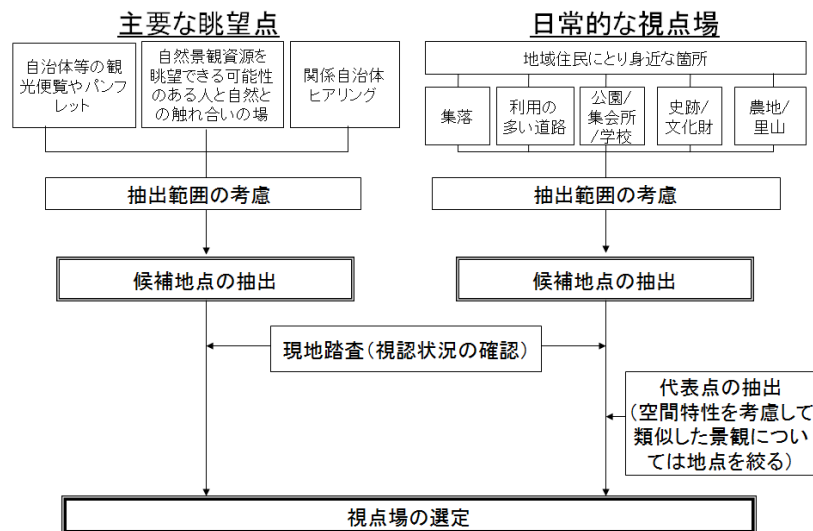 主要な眺望点
自治体等の観
光便覧やパンフ
レット
自然景観資源を
眺望できる可能性
のある人と自然と
の触れ合いの場
関係自治体
ヒアリング
抽出範囲の考慮
候補地点の抽出
日常的な視点場
地域住民にとり身近な箇所
集落
利用の
多い道路
公園/
集会所
/学校
史跡/
文化財
農地/
里山
抽出範囲の考慮
候補地点の抽出
現地踏査(視認状況の確認)
代表点の抽出
(空間特性を考慮して
類似した景観につい
ては地点を絞る)
視点場の選定